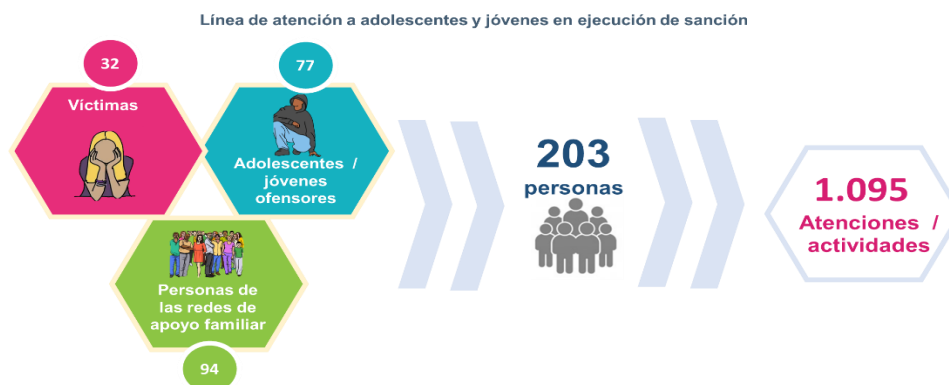 Línea de atención a adolescentes y jóvenes en ejecución de sanción
32
Víctimas
77
Adolescentes /
jóvenes
ofensores
Personas de
las redes de
apoyo familiar
94
203
personas
1.095
Atenciones /
actividades